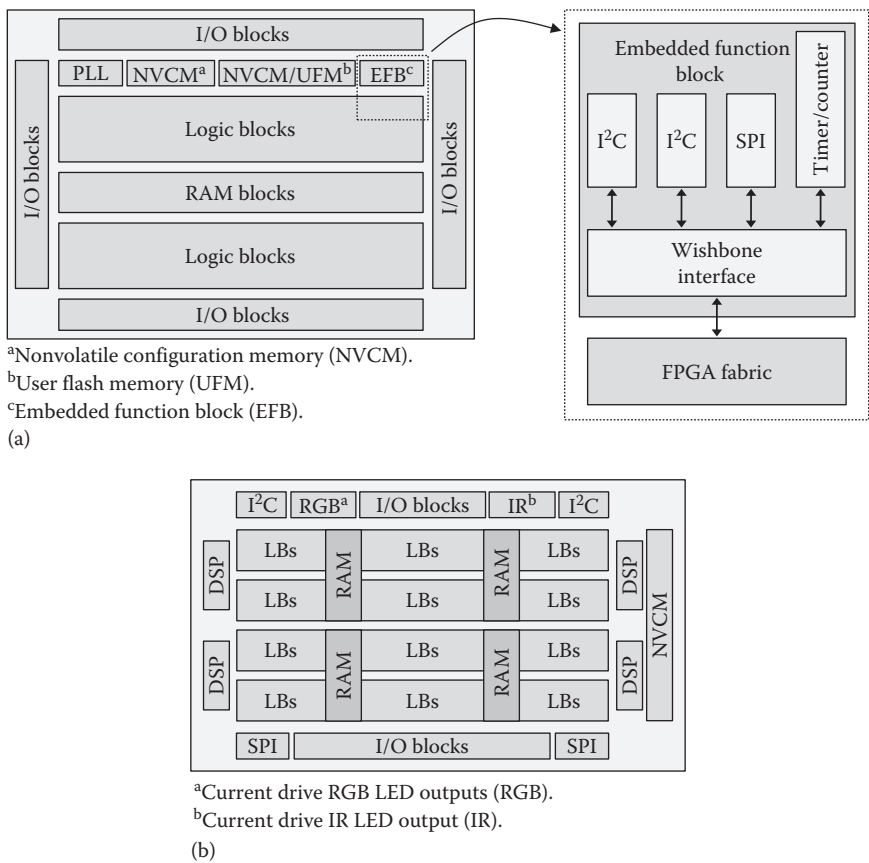 I/O blocks
PLL NVCMᵃ NVCM/UFMᵇ EFBᶜ
I/O blocks
Logic blocks
RAM blocks
Logic blocks
I/O blocks
I/O blocks
ᵃNonvolatile configuration memory (NVCM).
ᵇUser flash memory (UFM).
ᶜEmbedded function block (EFB).
(a)
Embedded function
block
I²C I²C SPI Timer/counter
Wishbone
interface
FPGA fabric
I²C RGBᵃ I/O blocks IRᵇ I²C
DSP LBs RAM LBs RAM LBs DSP NVCM
LBs LBs LBs
DSP LBs RAM LBs RAM LBs DSP
LBs LBs LBs
SPI I/O blocks SPI
ᵃCurrent drive RGB LED outputs (RGB).
ᵇCurrent drive IR LED output (IR).
(b)